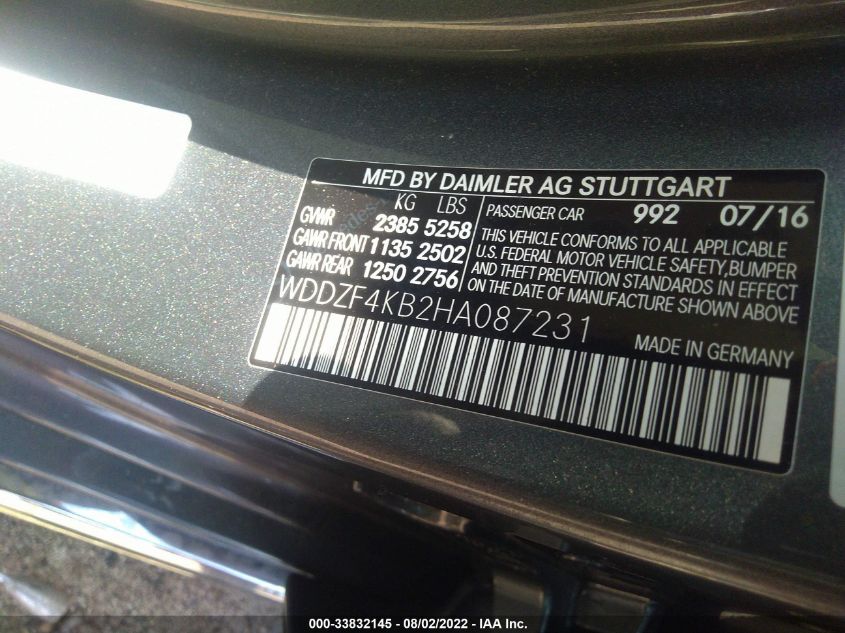 MFD BY DAIMLER AG STUTTGART
KG LBS
GVWR 2385 5258
GAWR FRONT 1135 2502
GAWR REAR 1250 2756
PASSENGER CAR 992 07/16
THIS VEHICLE CONFORMS TO ALL APPLICABLE
U.S. FEDERAL MOTOR VEHICLE SAFETY,BUMPER
AND THEFT PREVENTION STANDARDS IN EFFECT
ON THE DATE OF MANUFACTURE SHOWN ABOVE
WDDZF4KB2HA087231
MADE IN GERMANY
000-33832145 - 08/02/2022 - IAA Inc.